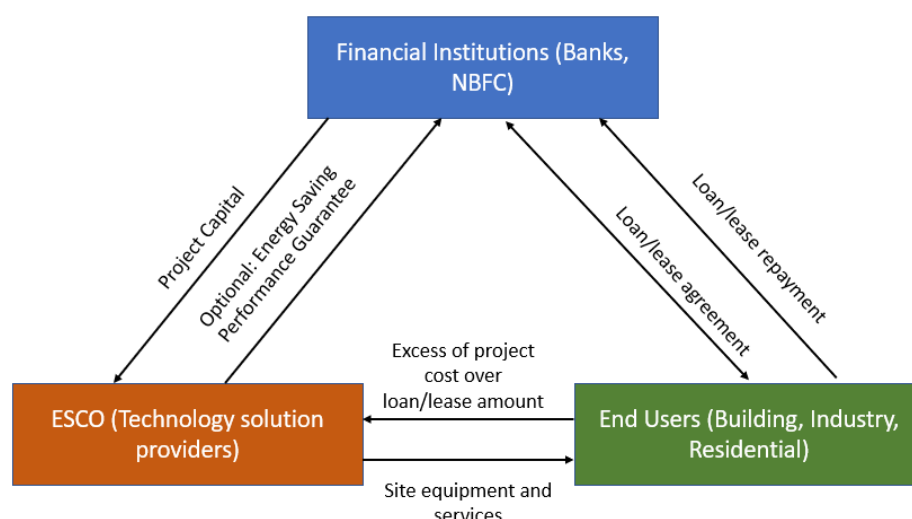 Financial Institutions (Banks,
NBFC)
Project Capital
Optional: Energy Saving
Performance Guarantee
Loan/lease agreement
Loan/lease repayment
Excess of project
cost over
loan/lease amount
ESCO (Technology solution
providers)
End Users (Building, Industry,
Residential)
Site equipment and
services